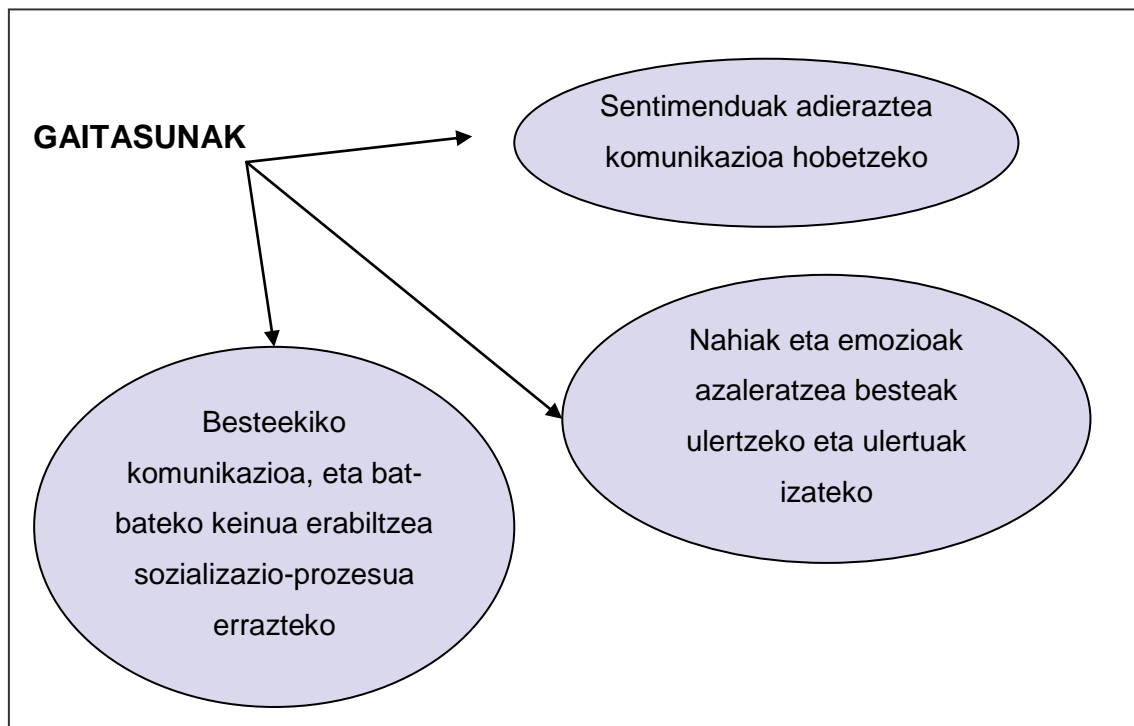 GAITASUNAK
Sentimenduak adieraztea
komunikazioa hobetzeko
Nahiak eta emozioak
azaleratzea besteak
ulertzeko eta ulertuak
izateko
Besteekiko
komunikazioa, eta bat-
bateko keinua erabiltzea
sozializazio-prozesua
errazteko